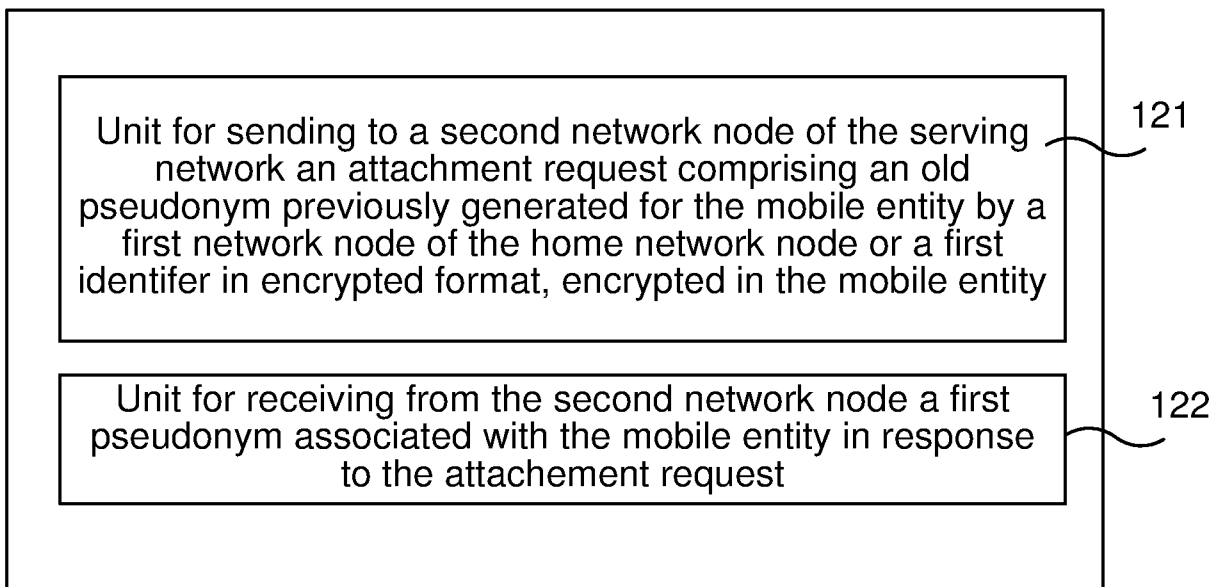 Unit for sending to a second network node of the serving
network an attachment request comprising an old
pseudonym previously generated for the mobile entity by a
first network node of the home network node or a first
identifer in encrypted format, encrypted in the mobile entity
121
Unit for receiving from the second network node a first
pseudonym associated with the mobile entity in response
to the attachement request
122